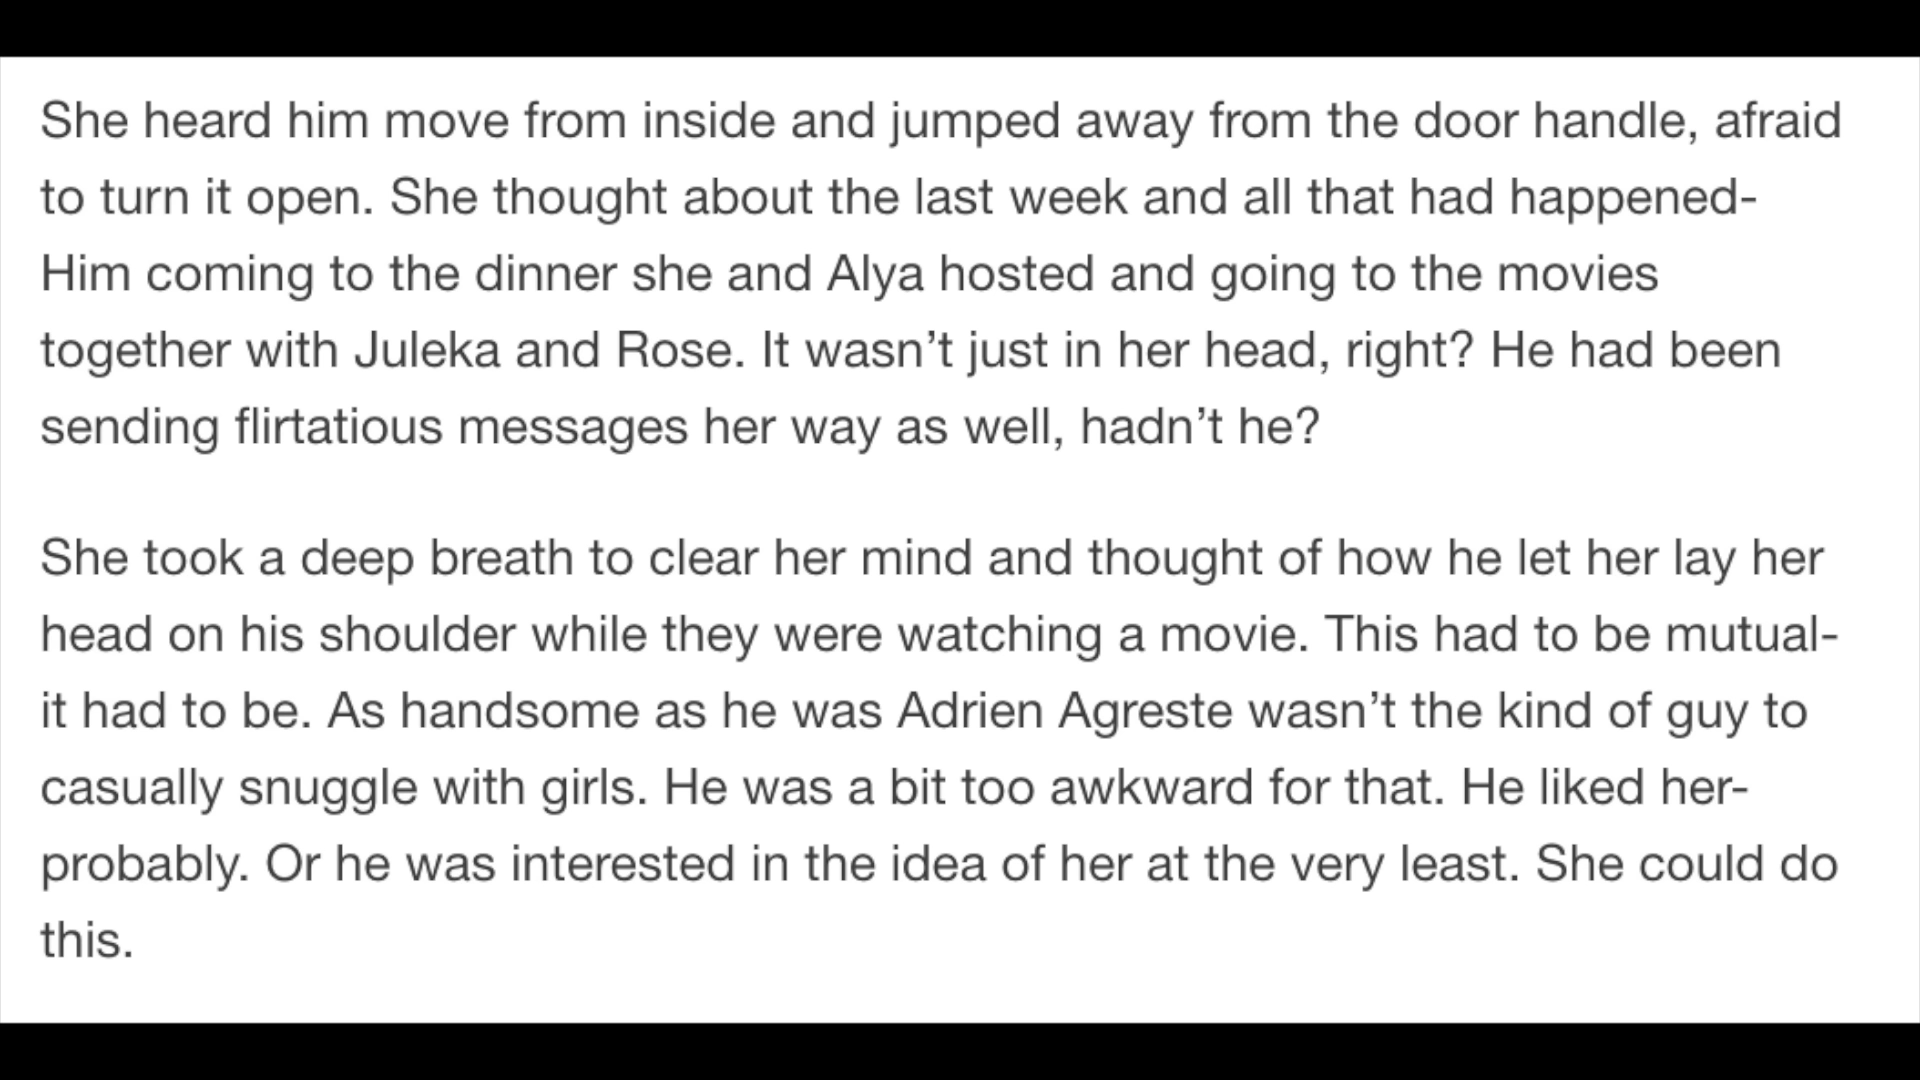 She heard him move from inside and jumped away from the door handle, afraid
to turn it open. She thought about the last week and all that had happened-
Him coming to the dinner she and Alya hosted and going to the movies
together with Juleka and Rose. It wasn’t just in her head, right? He had been
sending flirtatious messages her way as well, hadn’t he?
She took a deep breath to clear her mind and thought of how he let her lay her
head on his shoulder while they were watching a movie. This had to be mutual-
it had to be. As handsome as he was Adrien Agreste wasn’t the kind of guy to
casually snuggle with girls. He was a bit too awkward for that. He liked her-
probably. Or he was interested in the idea of her at the very least. She could do
this.